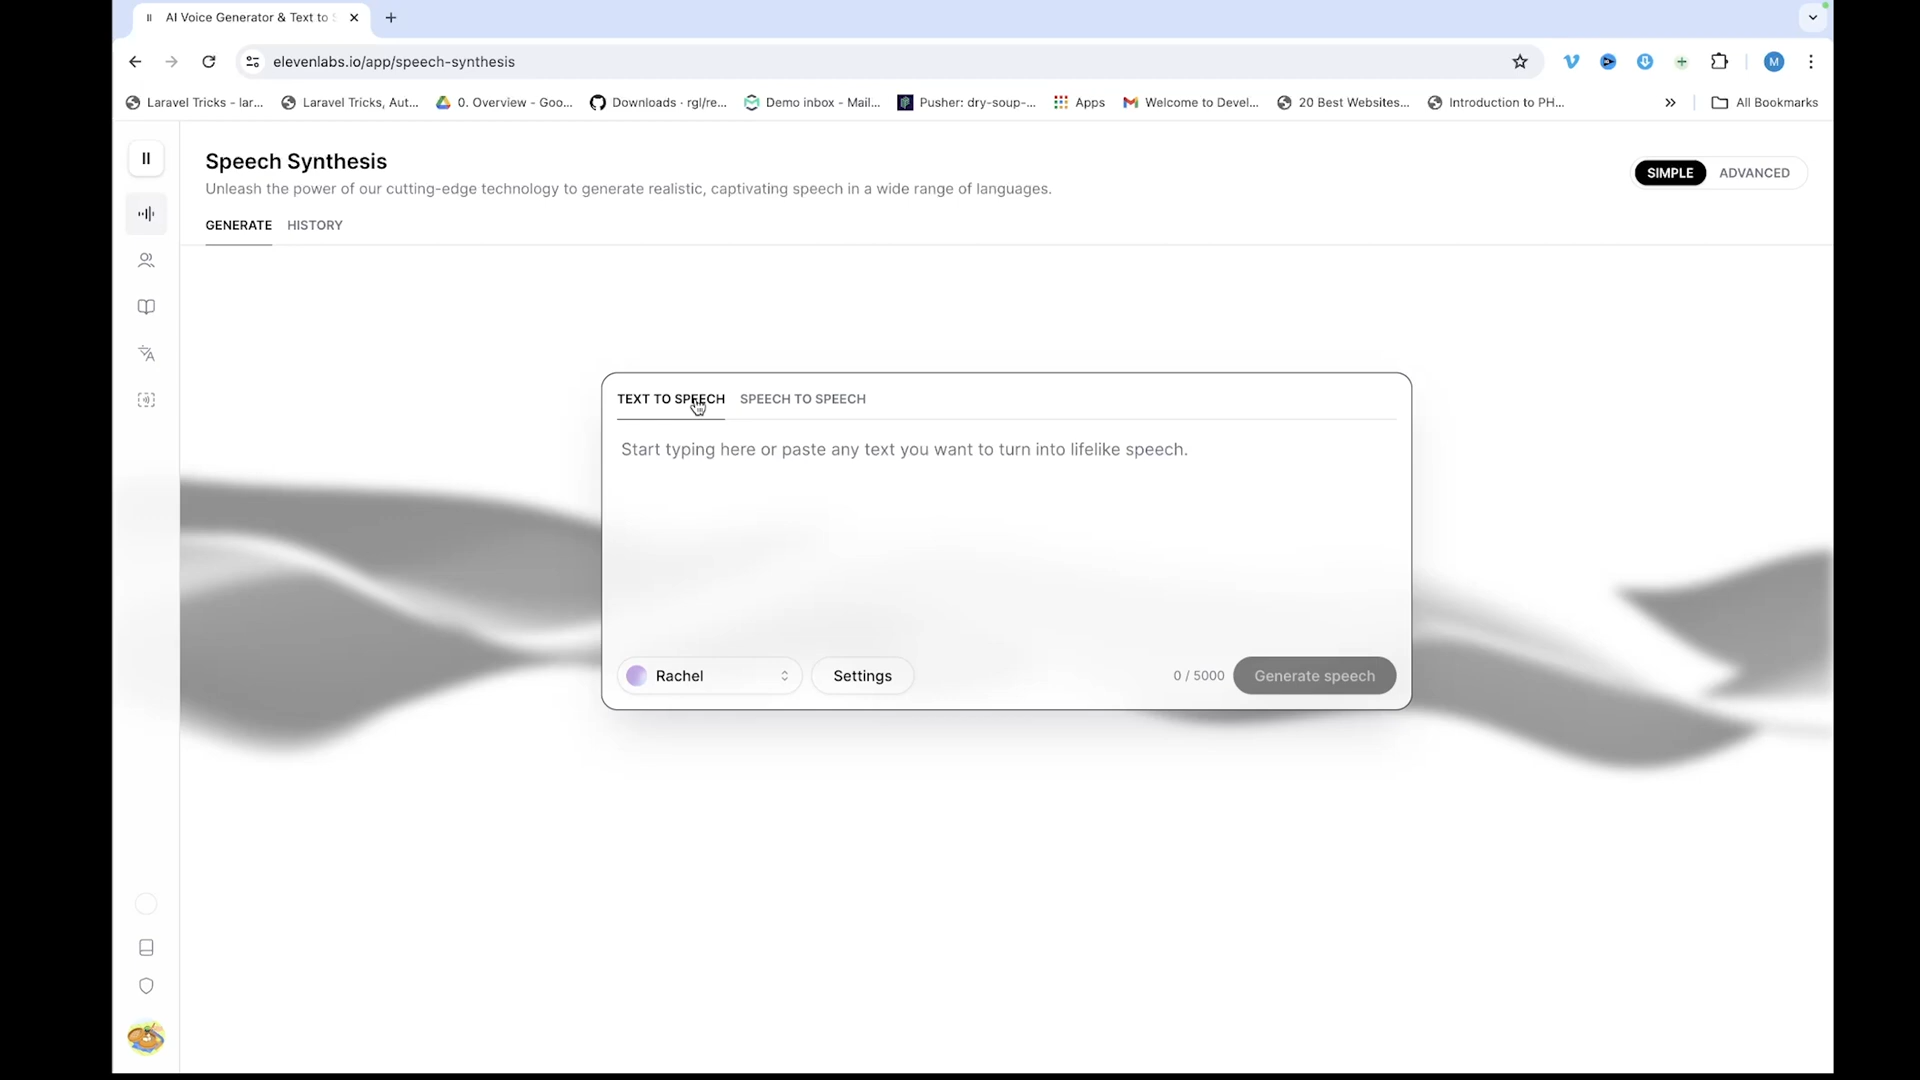 AI Voice Generator & Text to
elevenlabs.io/app/speech-synthesis
M
Laravel Tricks - lar...
Laravel Tricks, Aut...
0. Overview - Goo...
Downloads · rgl/re...
Demo inbox - Mail...
Pusher: dry-soup-...
Apps
Welcome to Devel...
20 Best Websites...
Introduction to PH...
All Bookmarks
Speech Synthesis
Unleash the power of our cutting-edge technology to generate realistic, captivating speech in a wide range of languages.
SIMPLE
ADVANCED
GENERATE
HISTORY
TEXT TO SPEECH
SPEECH TO SPEECH
Start typing here or paste any text you want to turn into lifelike speech.
Rachel
Settings
0 / 5000
Generate speech